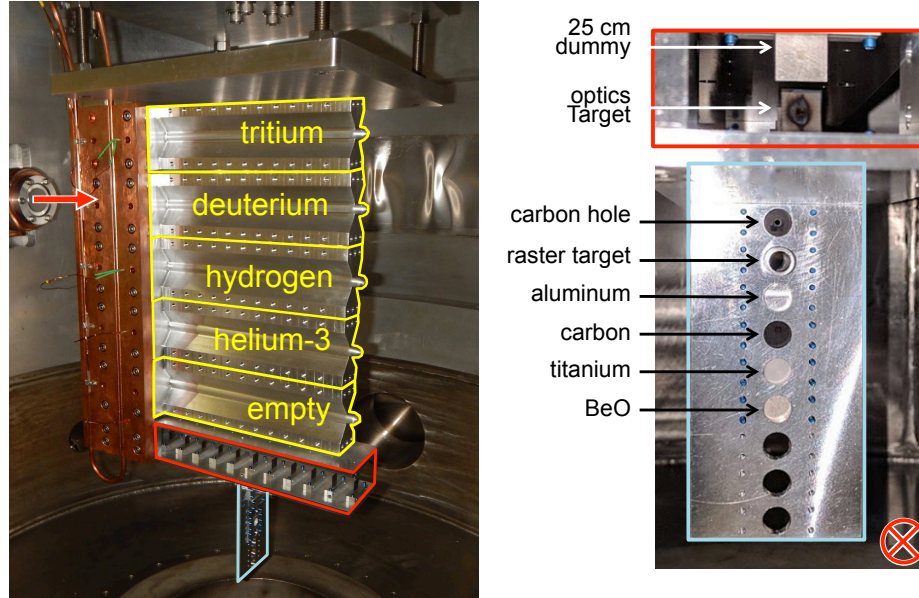 tritium
deuterium
hydrogen
helium-3
empty
25 cm
dummy
optics
Target
carbon hole
raster target
aluminum
carbon
titanium
BeO